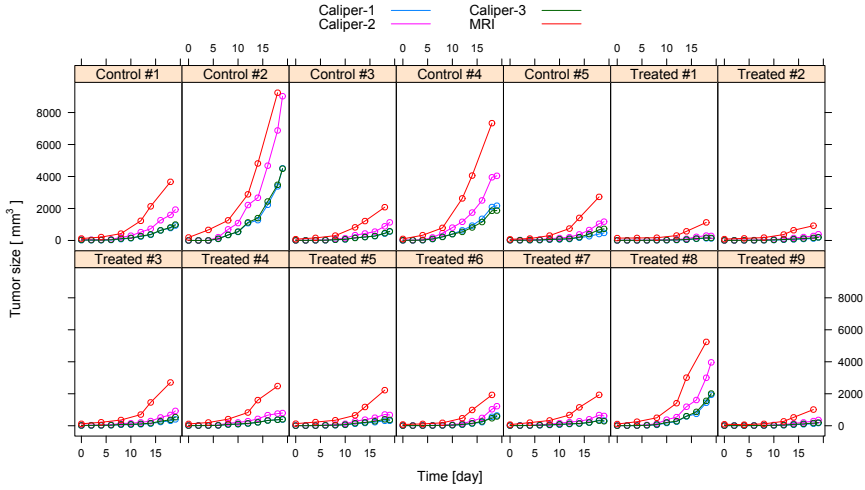 Caliper-1 Caliper-3
Caliper-2 MRI
0 5 10 15 0 5 10 15 0 5 10 15
Control #1 Control #2 Control #3 Control #4 Control #5 Treated #1 Treated #2
8000
6000
4000
2000
0
Treated #3 Treated #4 Treated #5 Treated #6 Treated #7 Treated #8 Treated #9
8000
6000
4000
2000
0
0 5 10 15 0 5 10 15 0 5 10 15 0 5 10 15
Tumor size [ mm³ ]
Time [day]